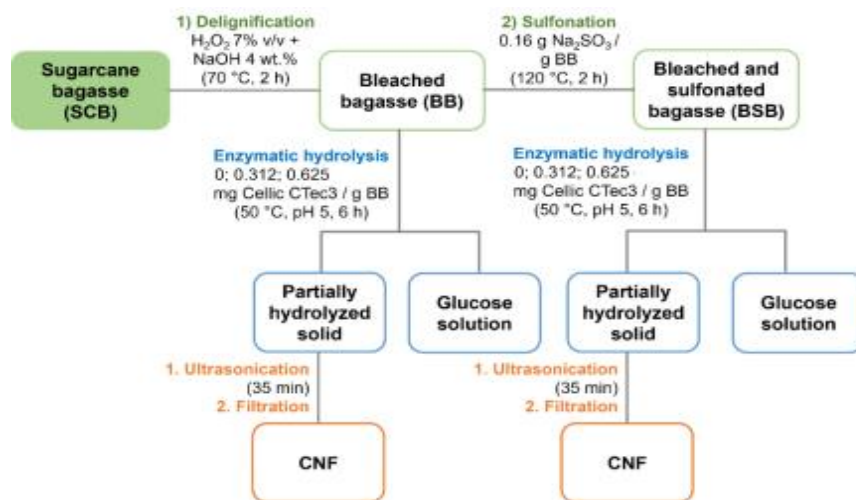 1) Delignification
H₂O₂ 7% v/v +
NaOH 4 wt.%
(70 °C, 2 h)
2) Sulfonation
0.16 g Na₂SO₃ /
g BB
(120 °C, 2 h)
Sugarcane
bagasse
(SCB)
Bleached
bagasse (BB)
Bleached and
sulfonated
bagasse (BSB)
Enzymatic hydrolysis
0; 0.312; 0.625
mg Cellic CTec3 / g BB
(50 °C, pH 5, 6 h)
Enzymatic hydrolysis
0; 0.312; 0.625
mg Cellic CTec3 / g BB
(50 °C, pH 5, 6 h)
Partially
hydrolyzed
solid
Glucose
solution
Partially
hydrolyzed
solid
Glucose
solution
1. Ultrasonication
(35 min)
2. Filtration
1. Ultrasonication
(35 min)
2. Filtration
CNF
CNF